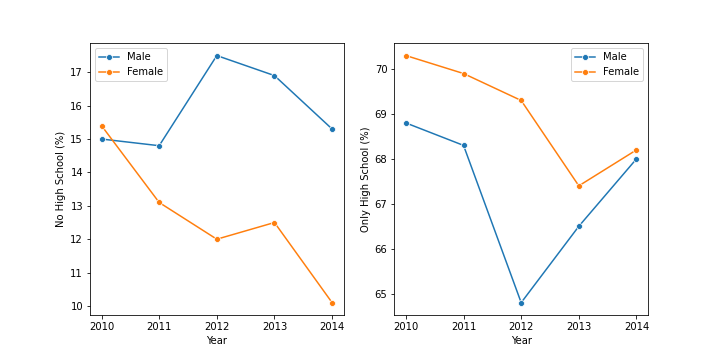 Male
Female
No High School (%)
17
16
15
14
13
12
11
10
2010 2011 2012 2013 2014
Year
Male
Female
Only High School (%)
70
69
68
67
66
65
2010 2011 2012 2013 2014
Year